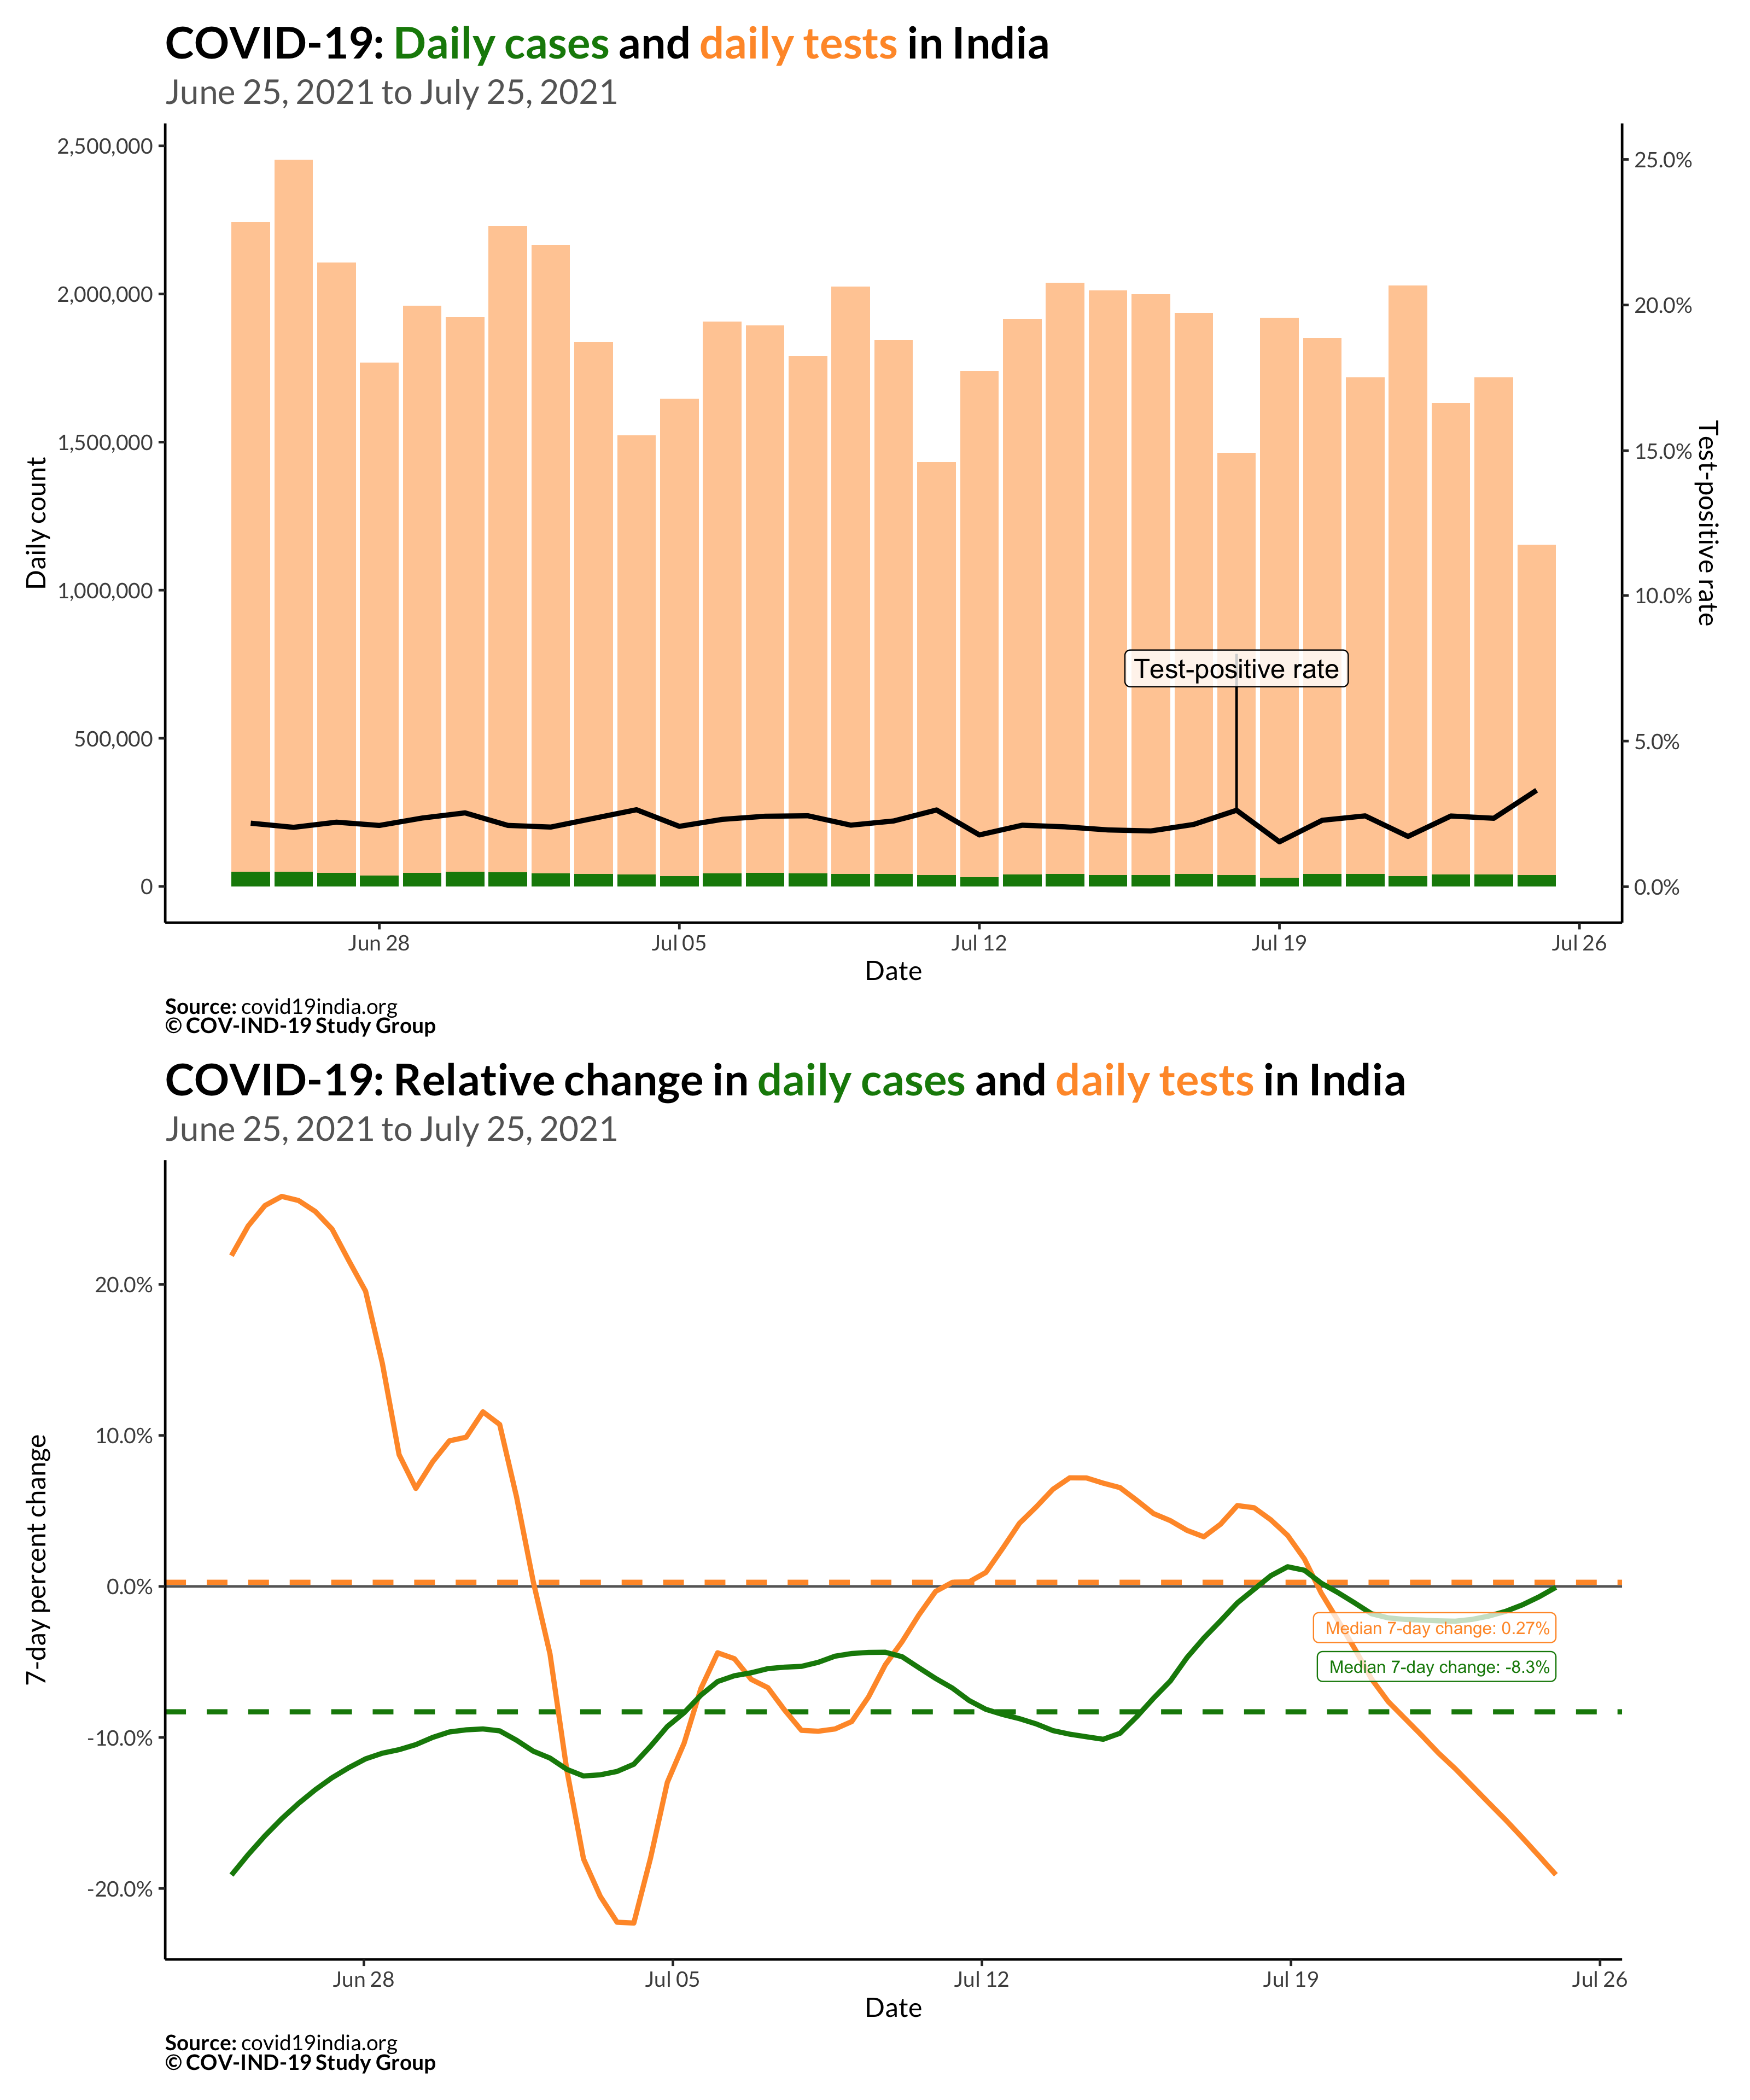 COVID-19: Daily cases and daily tests in India
June 25, 2021 to July 25, 2021
2,500,000
2,000,000
1,500,000
1,000,000
500,000
0
Daily count
25.0%
20.0%
15.0%
10.0%
5.0%
0.0%
Test-positive rate
Test-positive rate
Jun 28
Jul 05
Jul 12
Jul 19
Jul 26
Date
Source: covid19india.org
© COV-IND-19 Study Group
COVID-19: Relative change in daily cases and daily tests in India
June 25, 2021 to July 25, 2021
20.0%
10.0%
0.0%
-10.0%
-20.0%
7-day percent change
Median 7-day change: 0.27%
Median 7-day change: -8.3%
Jun 28
Jul 05
Jul 12
Jul 19
Jul 26
Date
Source: covid19india.org
© COV-IND-19 Study Group